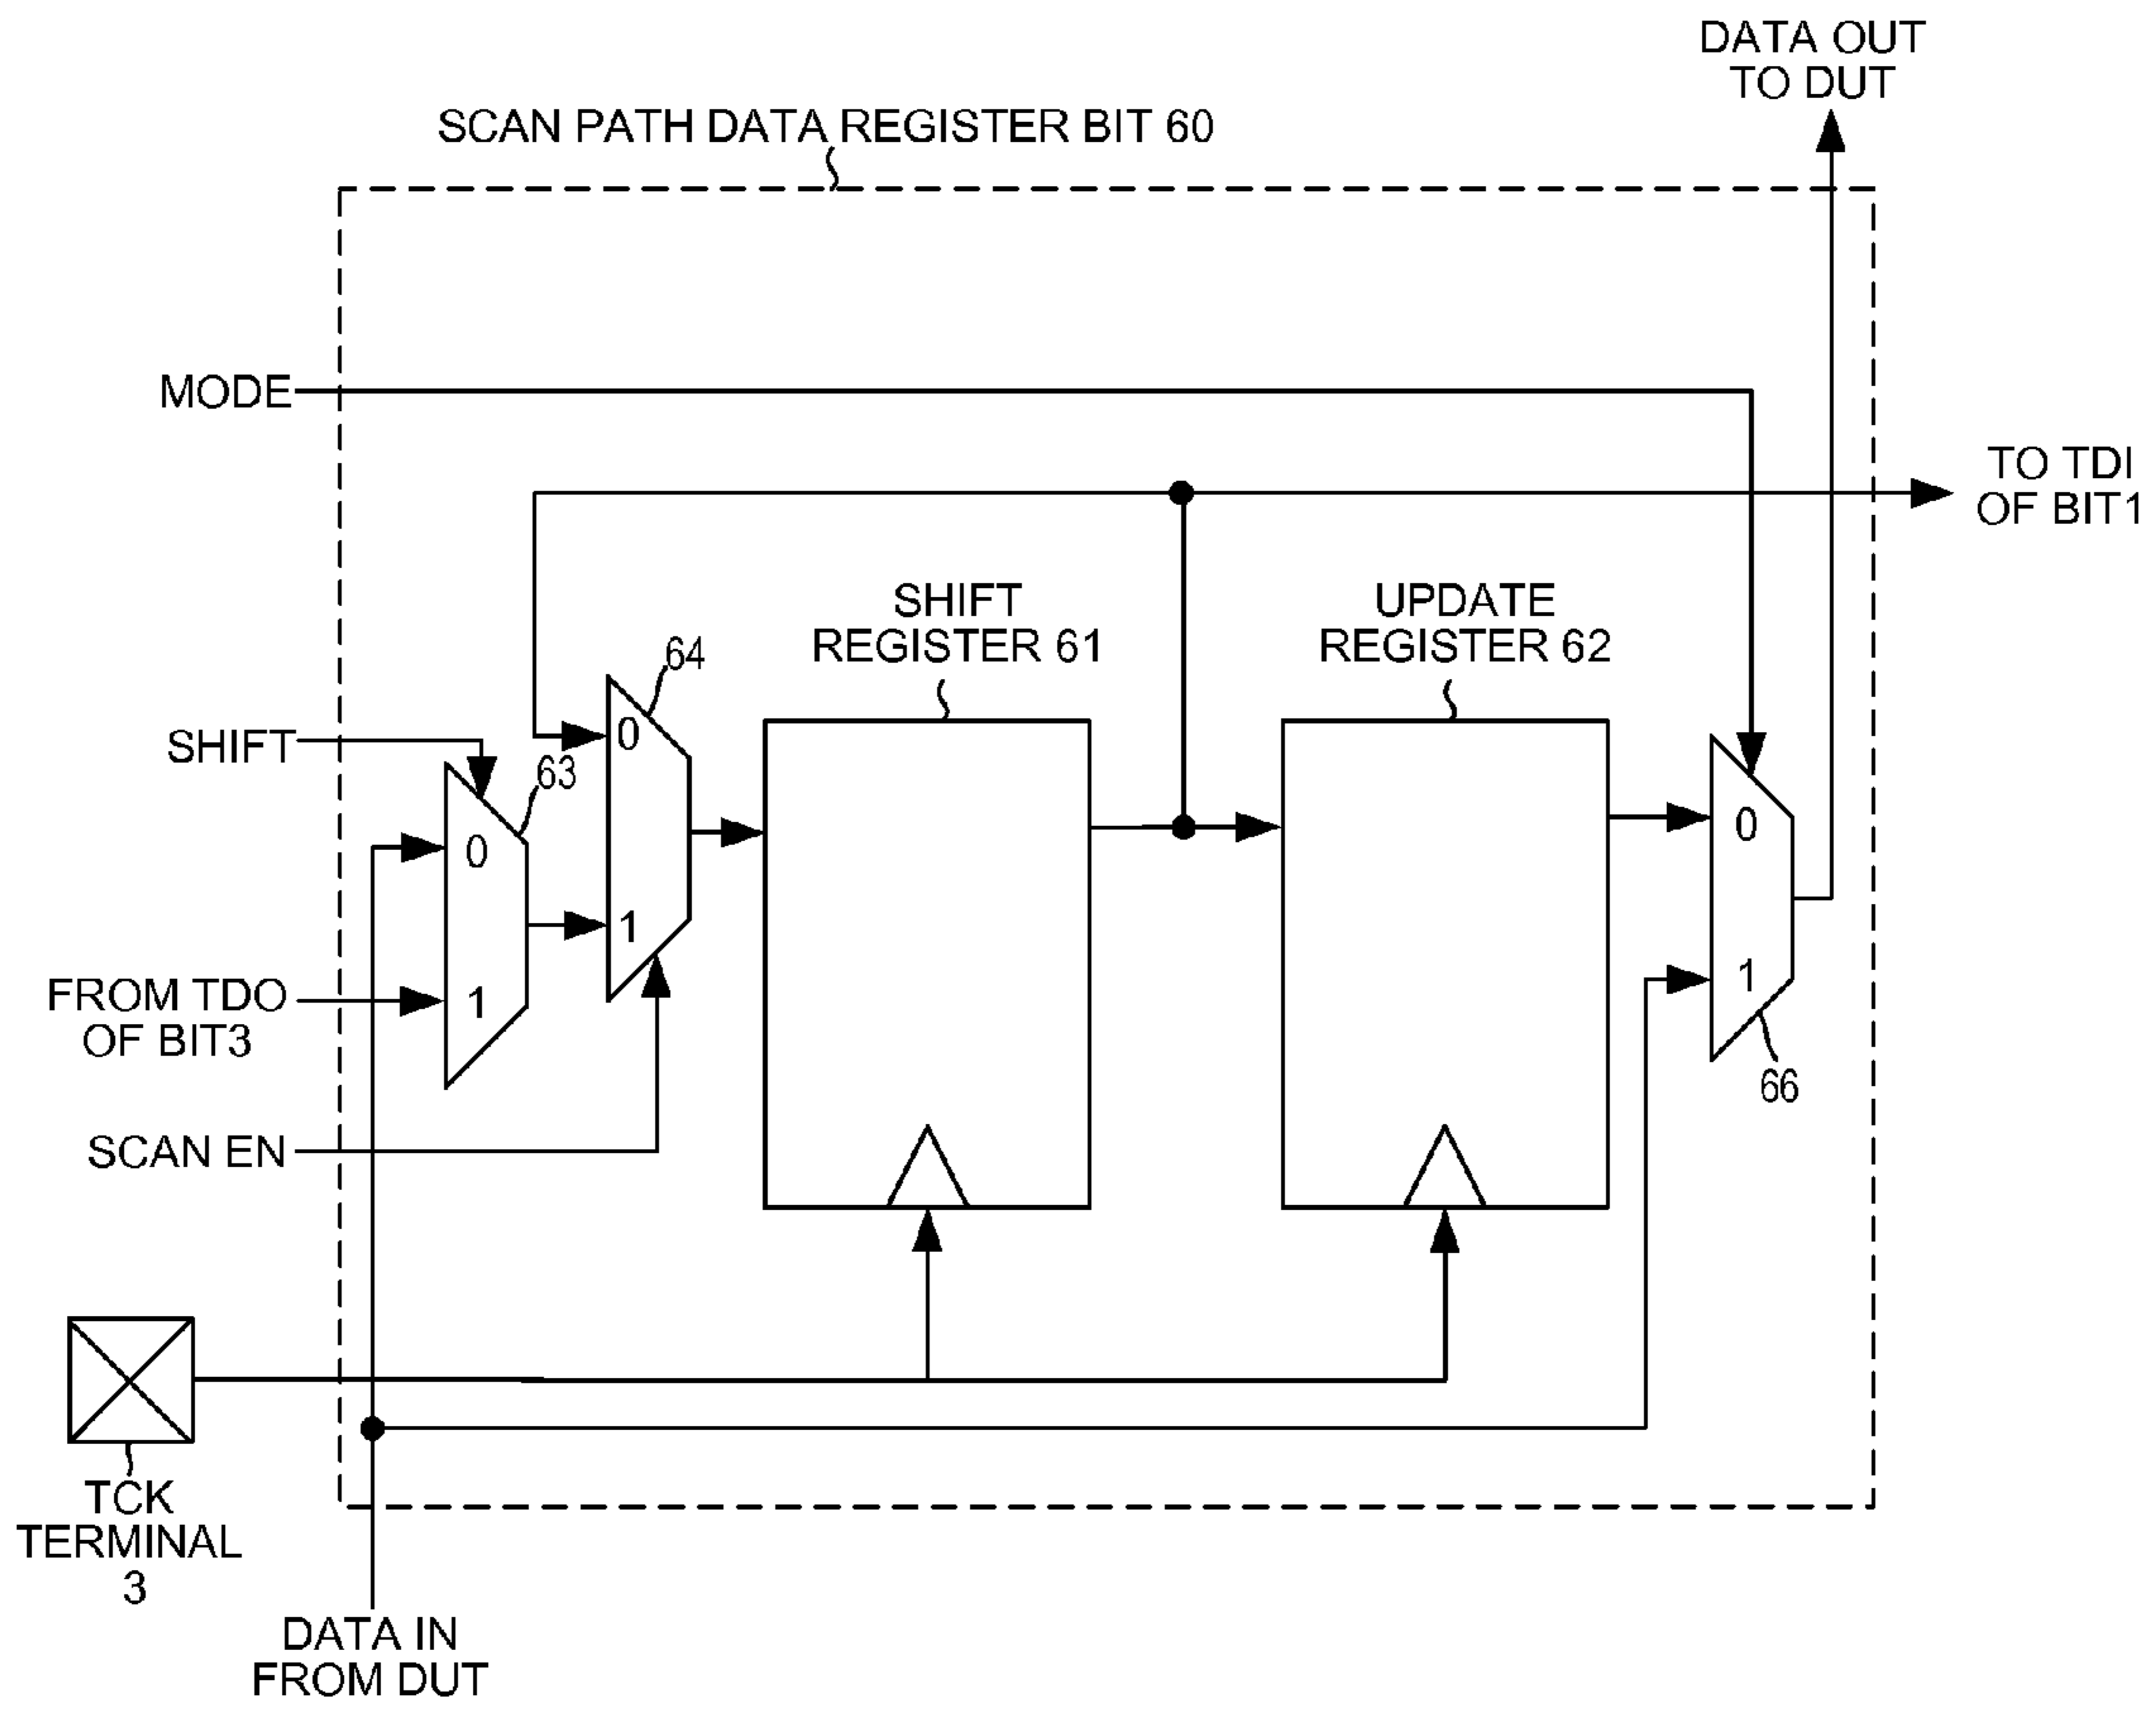 DATA OUT
TO DUT
SCAN PATH DATA REGISTER BIT 60
MODE
TO TDI
OF BIT1
SHIFT
REGISTER 61
UPDATE
REGISTER 62
64
SHIFT
63
0
0
0
1
1
1
FROM TDO
OF BIT3
66
SCAN EN
TCK
TERMINAL
3
DATA IN
FROM DUT